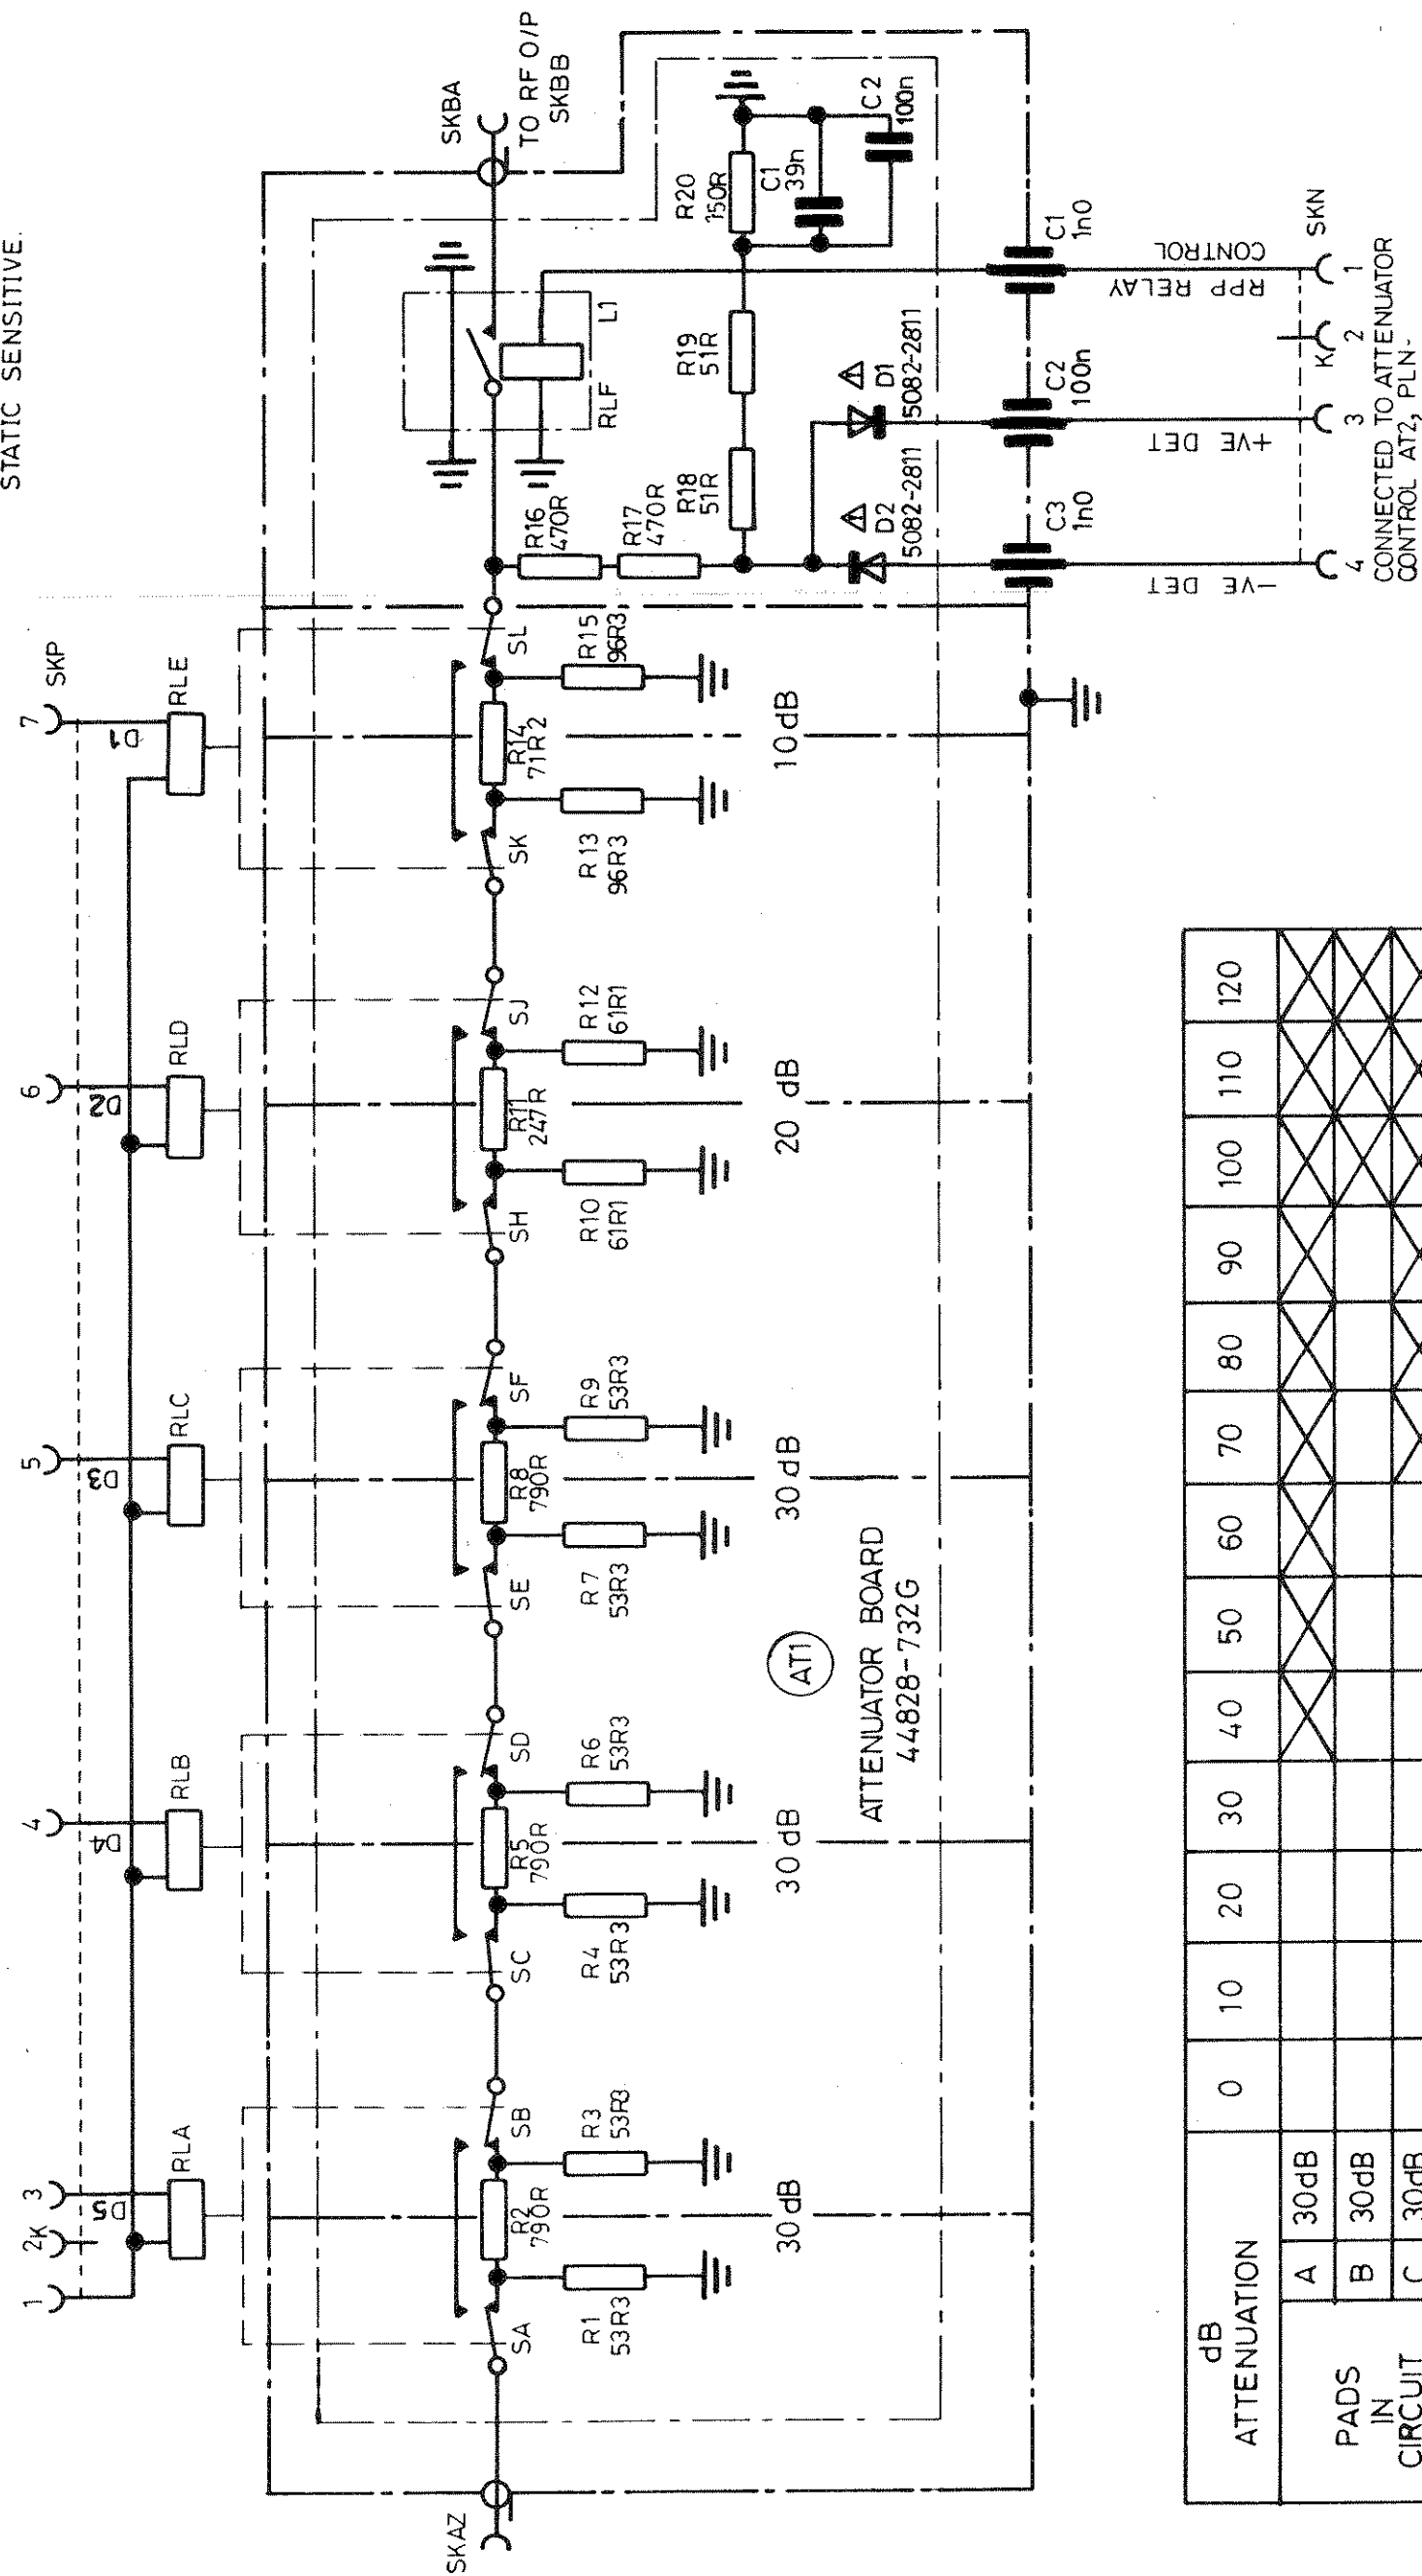 STATIC SENSITIVE.
1
2K
3
4
5
6
7
SKP
D5
D4
D3
D2
D1
RLA
RLB
RLC
RLD
RLE
SKAZ
SA
R2
790R
SB
SC
R5
790R
SD
SE
R8
790R
SF
SH
R11
247R
SJ
SK
R14
71R2
SL
R1
53R3
R3
53R3
R4
53R3
R6
53R3
R7
53R3
R9
53R3
R10
61R1
R12
61R1
R13
96R3
R15
96R3
30dB
30dB
30dB
20 dB
10dB
AT1
ATTENUATOR BOARD
44828-732G
RLF
L1
SKBA
TO RF O/P
SKBB
R16
470R
R17
470R
R18
51R
R19
51R
R20
150R
C1
39n
C2
100n
D2
5082-2811
D1
5082-2811
C3
1n0
C2
100n
C1
1n0
-VE DET
+VE DET
RPP RELAY
CONTROL
4
3
K
2
1
SKN
CONNECTED TO ATTENUATOR
CONTROL AT2, PLN-
dB
ATTENUATION
0
10
20
30
40
50
60
70
80
90
100
110
120
PADS
IN
CIRCUIT
A
30dB
B
30dB
C
30dB